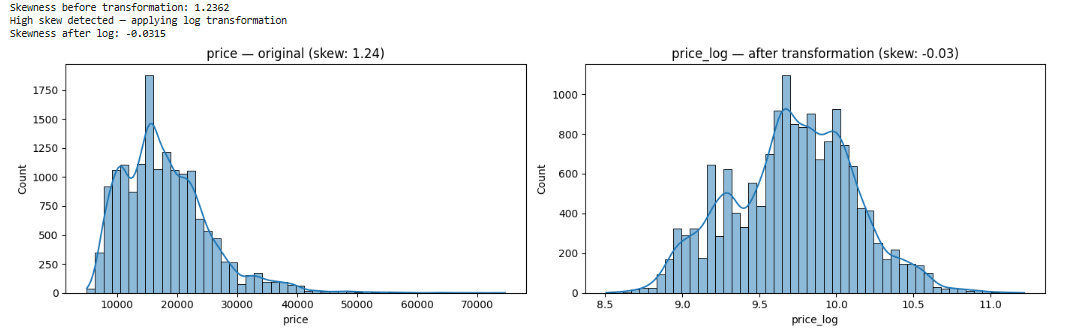 Skewness before transformation: 1.2362
High skew detected — applying log transformation
Skewness after log: -0.0315
price — original (skew: 1.24)
1750
1500
1250
1000
750
500
250
0
Count
10000 20000 30000 40000 50000 60000 70000
price
price_log — after transformation (skew: -0.03)
1000
800
600
400
200
0
Count
8.5 9.0 9.5 10.0 10.5 11.0
price_log